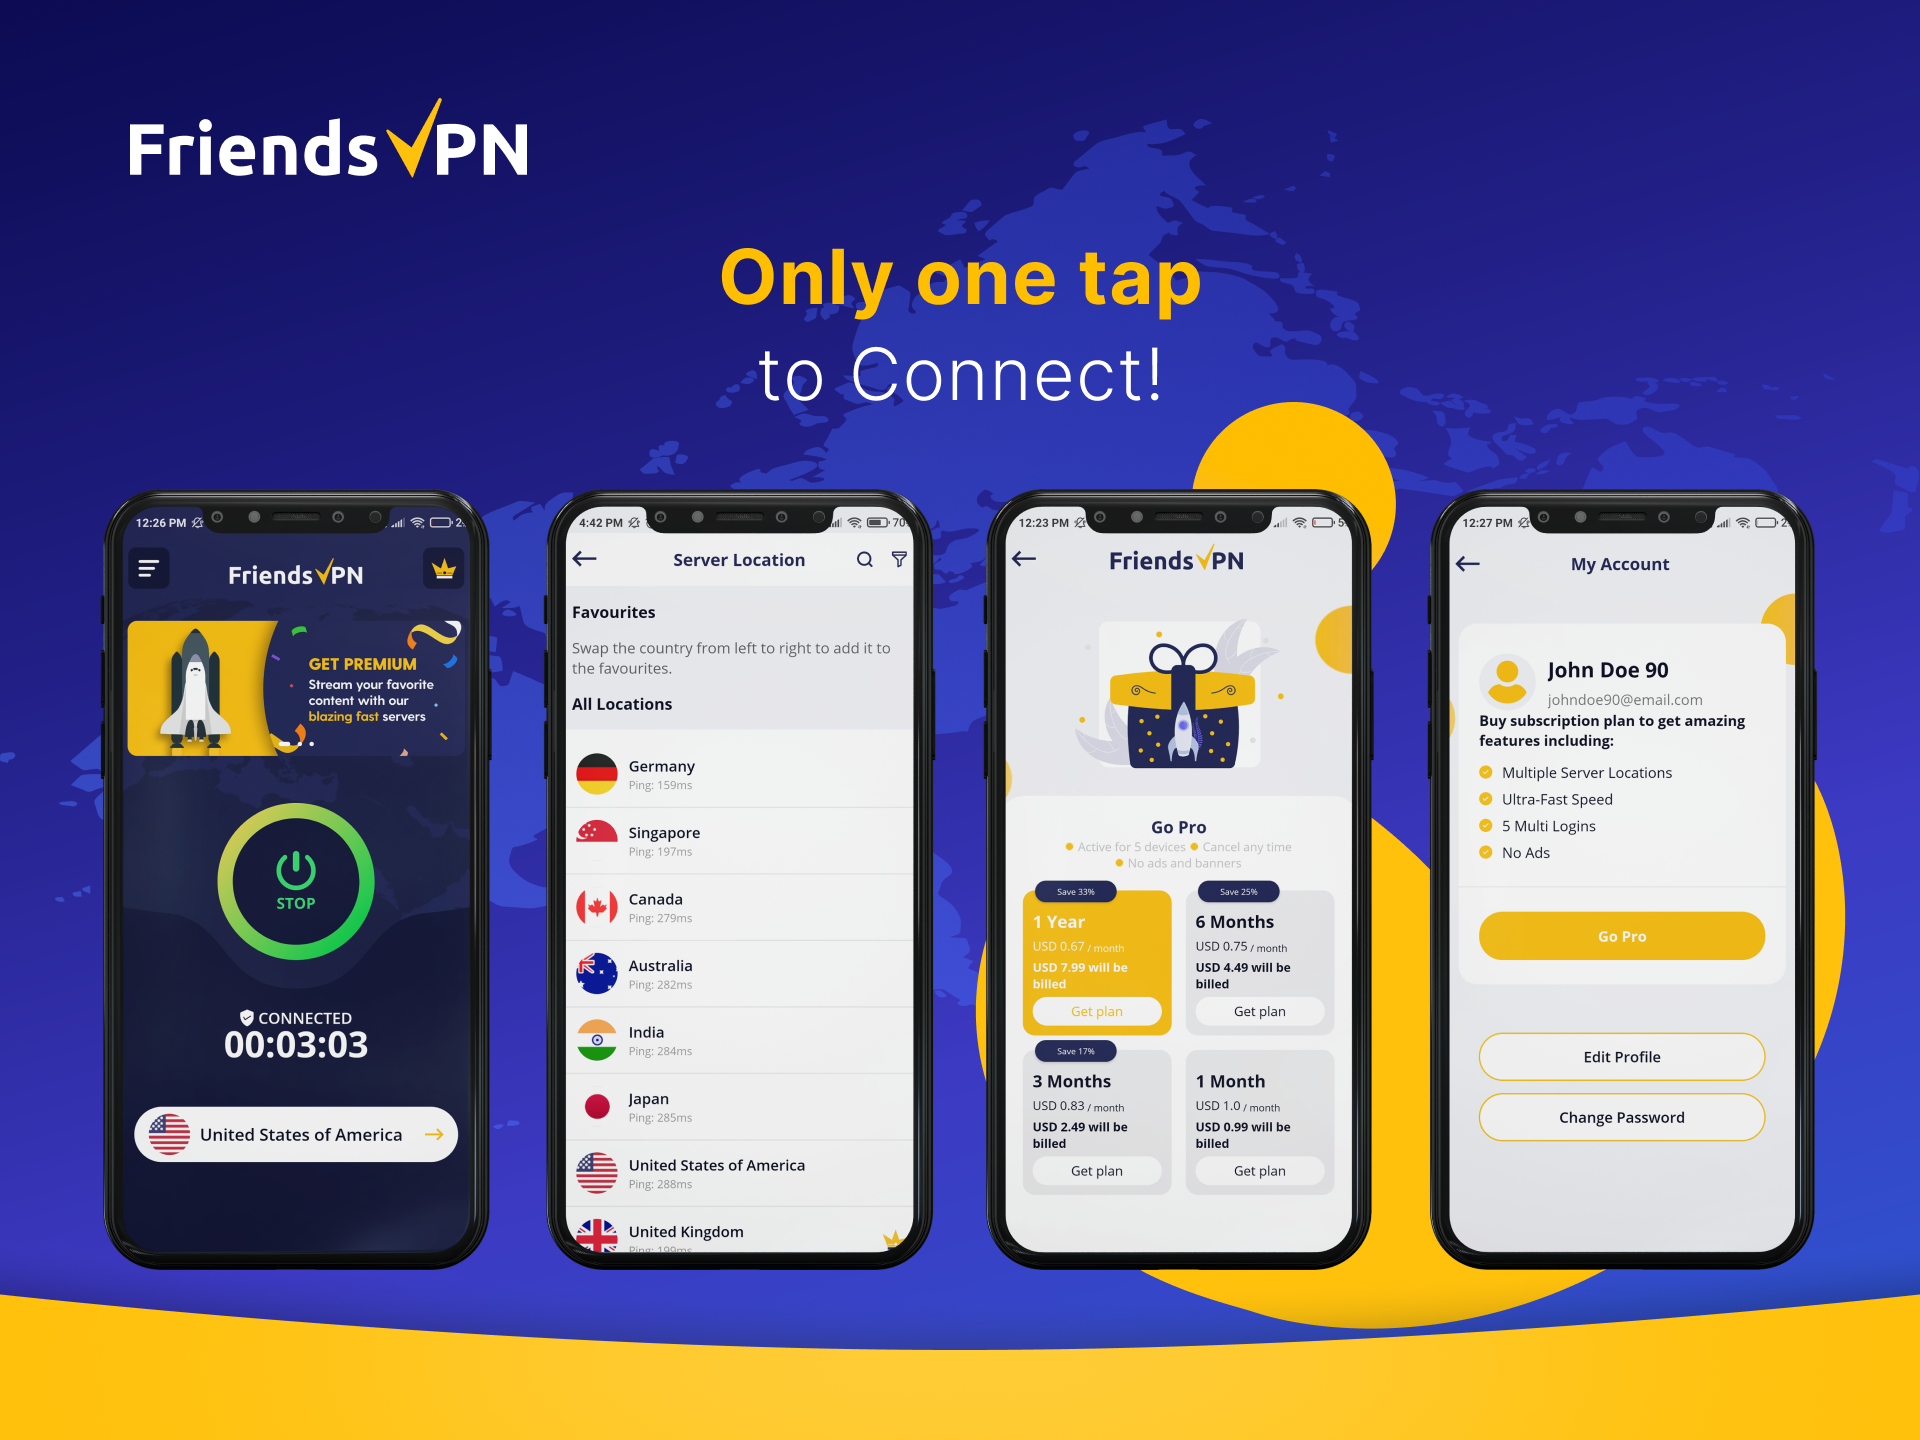 Friends VPN
Only one tap
to Connect!
12:26 PM
Friends VPN
GET PREMIUM
Stream your favorite
content with our
blazing fast servers
STOP
CONNECTED
00:03:03
United States of America
4:42 PM
70
Server Location
Favourites
Swap the country from left to right to add it to
the favourites.
All Locations
Germany
Ping: 159ms
Singapore
Ping: 197ms
Canada
Ping: 279ms
Australia
Ping: 282ms
India
Ping: 284ms
Japan
Ping: 285ms
United States of America
Ping: 288ms
United Kingdom
Ping: 199ms
12:23 PM
Friends VPN
Go Pro
Active for 5 devices Cancel any time
No ads and banners
Save 33%
1 Year
USD 0.67 / month
USD 7.99 will be
billed
Get plan
Save 25%
6 Months
USD 0.75 / month
USD 4.49 will be
billed
Get plan
Save 17%
3 Months
USD 0.83 / month
USD 2.49 will be
billed
Get plan
1 Month
USD 1.0 / month
USD 0.99 will be
billed
Get plan
12:27 PM
My Account
John Doe 90
johndoe90@email.com
Buy subscription plan to get amazing
features including:
Multiple Server Locations
Ultra-Fast Speed
5 Multi Logins
No Ads
Go Pro
Edit Profile
Change Password